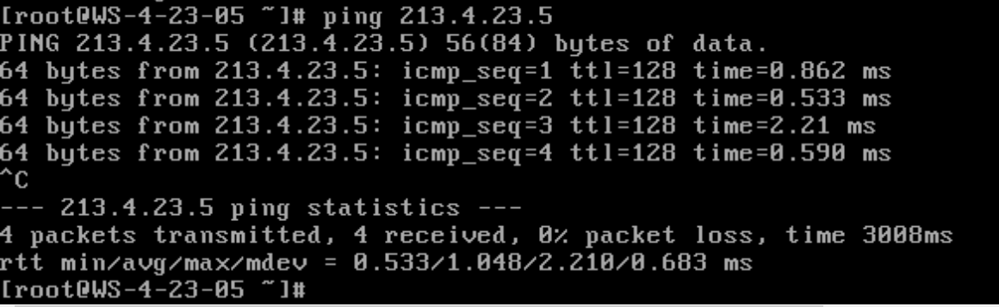 [root@WS-4-23-05 ~]# ping 213.4.23.5
PING 213.4.23.5 (213.4.23.5) 56(84) bytes of data.
64 bytes from 213.4.23.5: icmp_seq=1 ttl=128 time=0.862 ms
64 bytes from 213.4.23.5: icmp_seq=2 ttl=128 time=0.533 ms
64 bytes from 213.4.23.5: icmp_seq=3 ttl=128 time=2.21 ms
64 bytes from 213.4.23.5: icmp_seq=4 ttl=128 time=0.590 ms
^C
--- 213.4.23.5 ping statistics ---
4 packets transmitted, 4 received, 0% packet loss, time 3008ms
rtt min/avg/max/mdev = 0.533/1.048/2.210/0.683 ms
[root@WS-4-23-05 ~]#